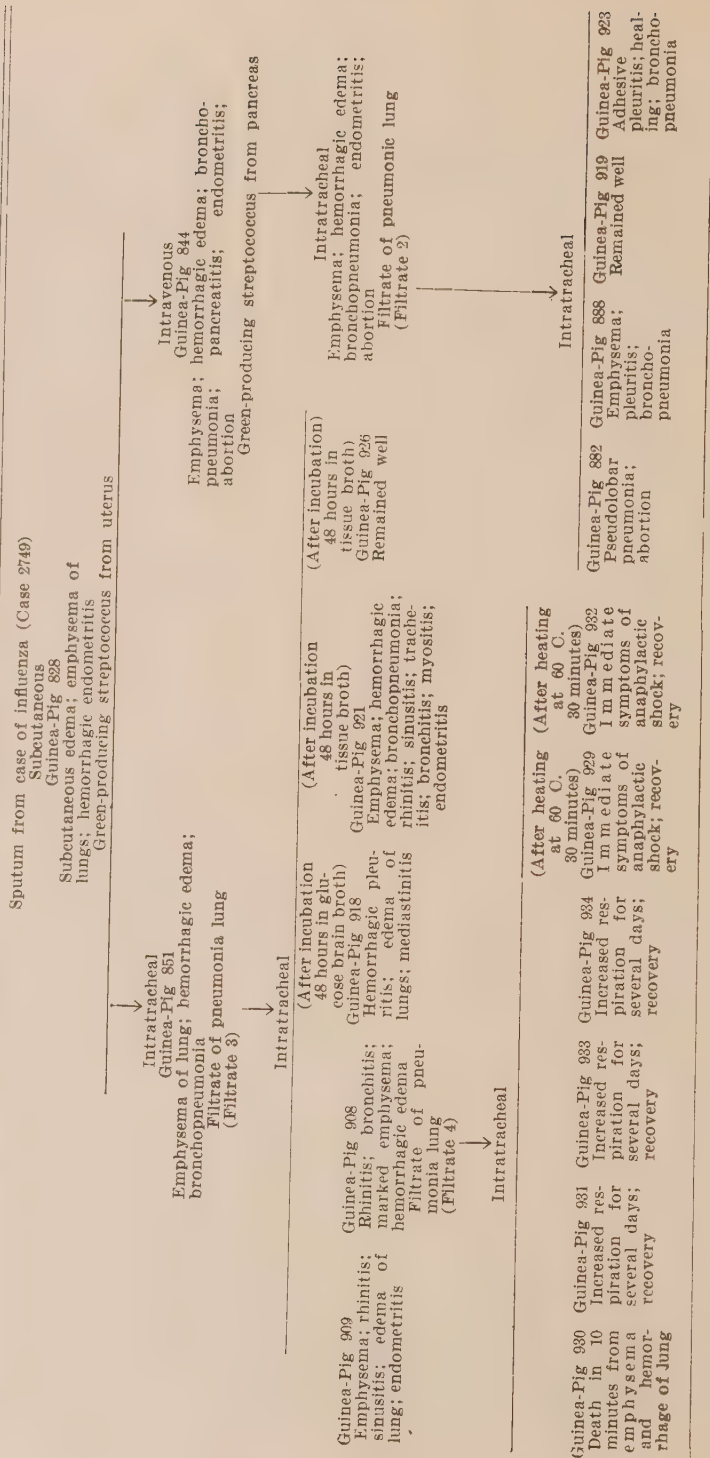 Sputum from case of influenza (Case 2749)
Subcutaneous
Guinea-Pig 828
Subcutaneous edema; emphysema of
lungs; hemorrhagic endometritis
Green-producing streptococcus from uterus
Intratracheal
Guinea-Pig 851
Emphysema of lung; hemorrhagic edema;
bronchopneumonia
Filtrate of pneumonia lung
(Filtrate 3)
Intravenous
Guinea-Pig 844
Emphysema; hemorrhagic edema; broncho-
pneumonia; pancreatitis; endometritis;
abortion
Green-producing streptococcus from pancreas
Intratracheal
Guinea-Pig 909
Emphysema; rhinitis;
sinusitis; edema of
lung; endometritis
Guinea-Pig 908
Rhinitis; bronchitis;
marked emphysema;
hemorrhagic edema
Filtrate of pneu-
monia lung
(Filtrate 4)
(After incubation
48 hours in glu-
cose brain broth)
Guinea-Pig 918
Hemorrhagic pleu-
ritis; edema of
lungs; mediastinitis
(After incubation
48 hours in
tissue broth)
Guinea-Pig 921
Emphysema; hemorrhagic
edema; bronchopneumonia;
rhinitis; sinusitis; trache-
itis; bronchitis; myositis;
endometritis
(After incubation)
48 hours in
tissue broth)
Guinea-Pig 926
Remained well
Intratracheal
Emphysema; hemorrhagic edema;
bronchopneumonia; endometritis;
abortion
Filtrate of pneumonic lung
(Filtrate 2)
Intratracheal
Guinea-Pig 930
Death in 10
minutes from
emphysema
and hemor-
rhage of lung
Guinea-Pig 931
Increased res-
piration for
several days;
recovery
Guinea-Pig 933
Increased res-
piration for
several days;
recovery
Guinea-Pig 934
Increased res-
piration for
several days;
recovery
(After heating
at 60 C.
30 minutes)
Guinea-Pig 929
Immediate
symptoms of
anaphylactic
shock; recov-
ery
(After heating
at 60 C.
30 minutes)
Guinea-Pig 932
Immediate
symptoms of
anaphylactic
shock; recov-
ery
Intratracheal
Guinea-Pig 882
Pseudolobar
pneumonia;
abortion
Guinea-Pig 888
Emphysema;
pleuritis;
broncho-
pneumonia
Guinea-Pig 919
Remained well
Guinea-Pig 923
Adhesive
pleuritis; heal-
ing; broncho-
pneumonia